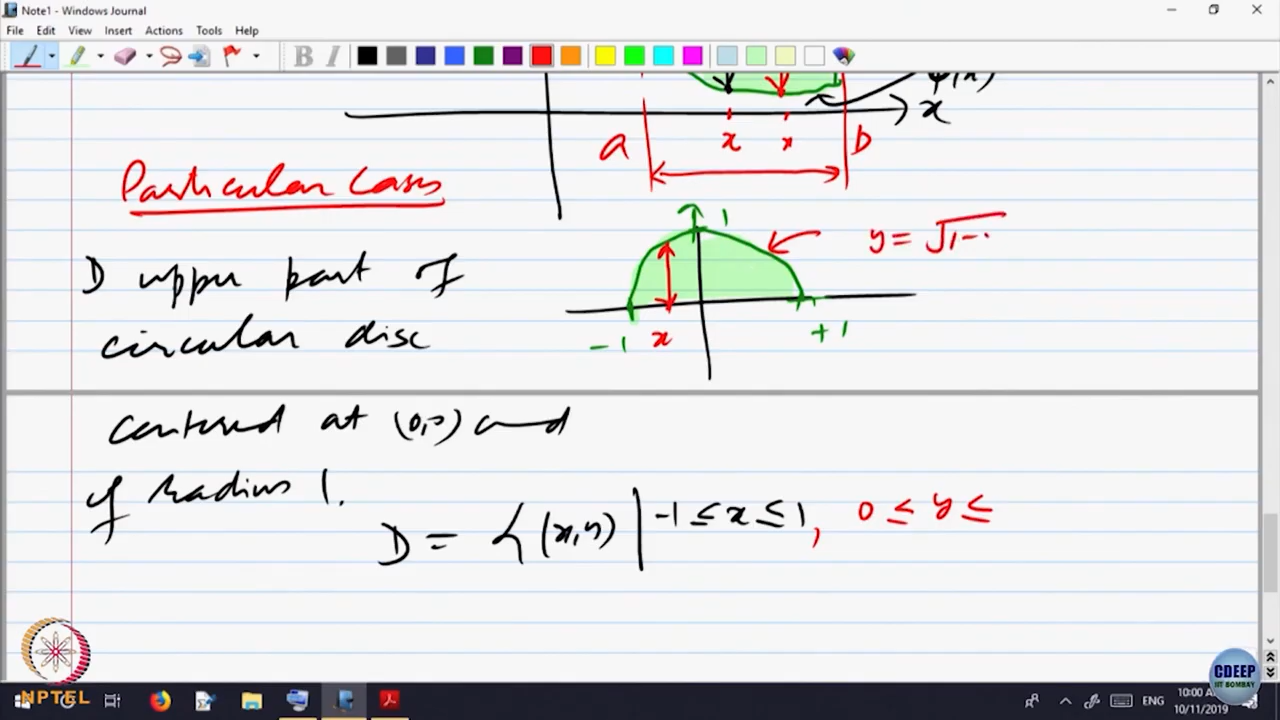 Note1 - Windows Journal
File Edit View Insert Actions Tools Help
B I
ψ(x)
x
a x x b
Particular Cases
1
y = √1-
D upper part of
-1 x +1
circular disc
centered at (0,0) and
of radius 1.
D = { (x,y) | -1 ≤ x ≤ 1, 0 ≤ y ≤
NPTEL
CDEEP
IIT BOMBAY
ENG
10:00 A
10/11/2019